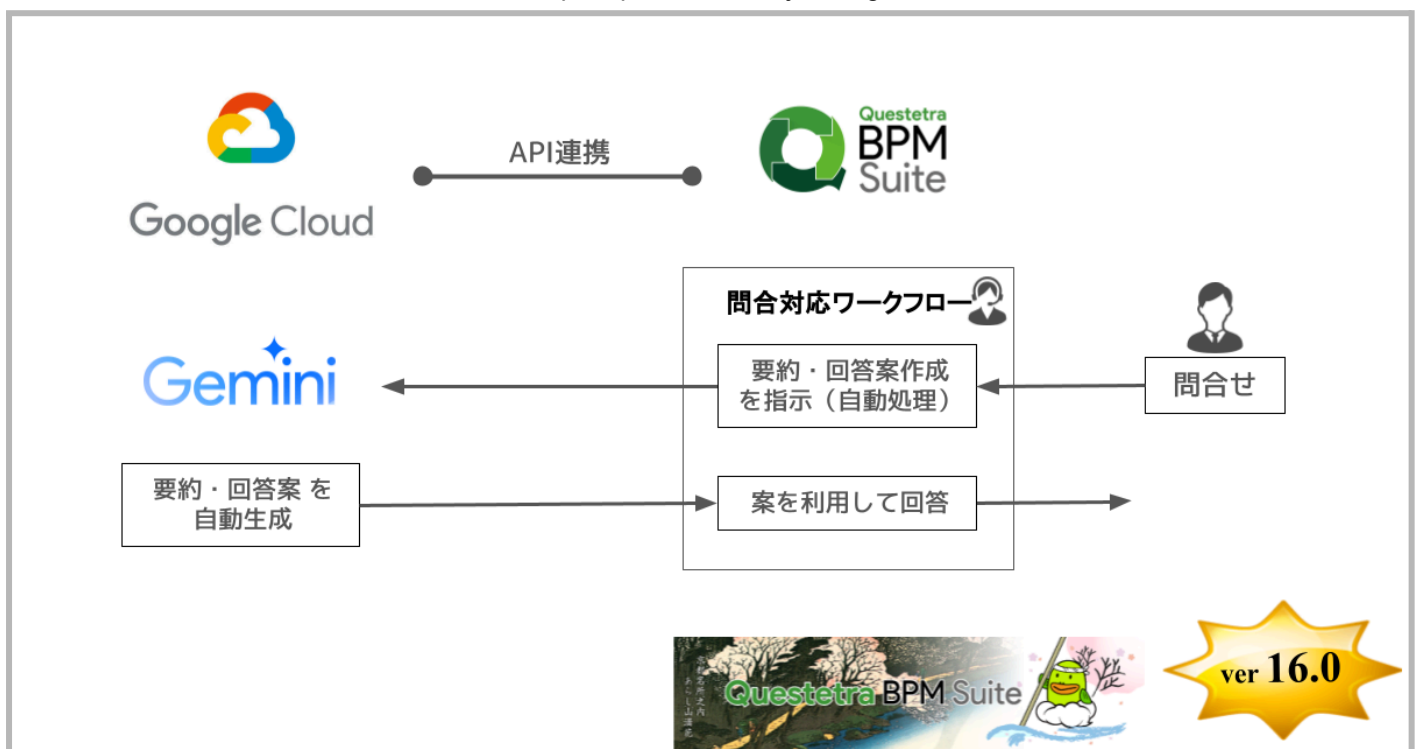 API連携
Google Cloud
Questetra
BPM
Suite
問合対応ワークフロー
Gemini
要約・回答案作成
を指示（自動処理）
問合せ
要約・回答案 を
自動生成
案を利用して回答
Questetra BPM Suite
ver 16.0